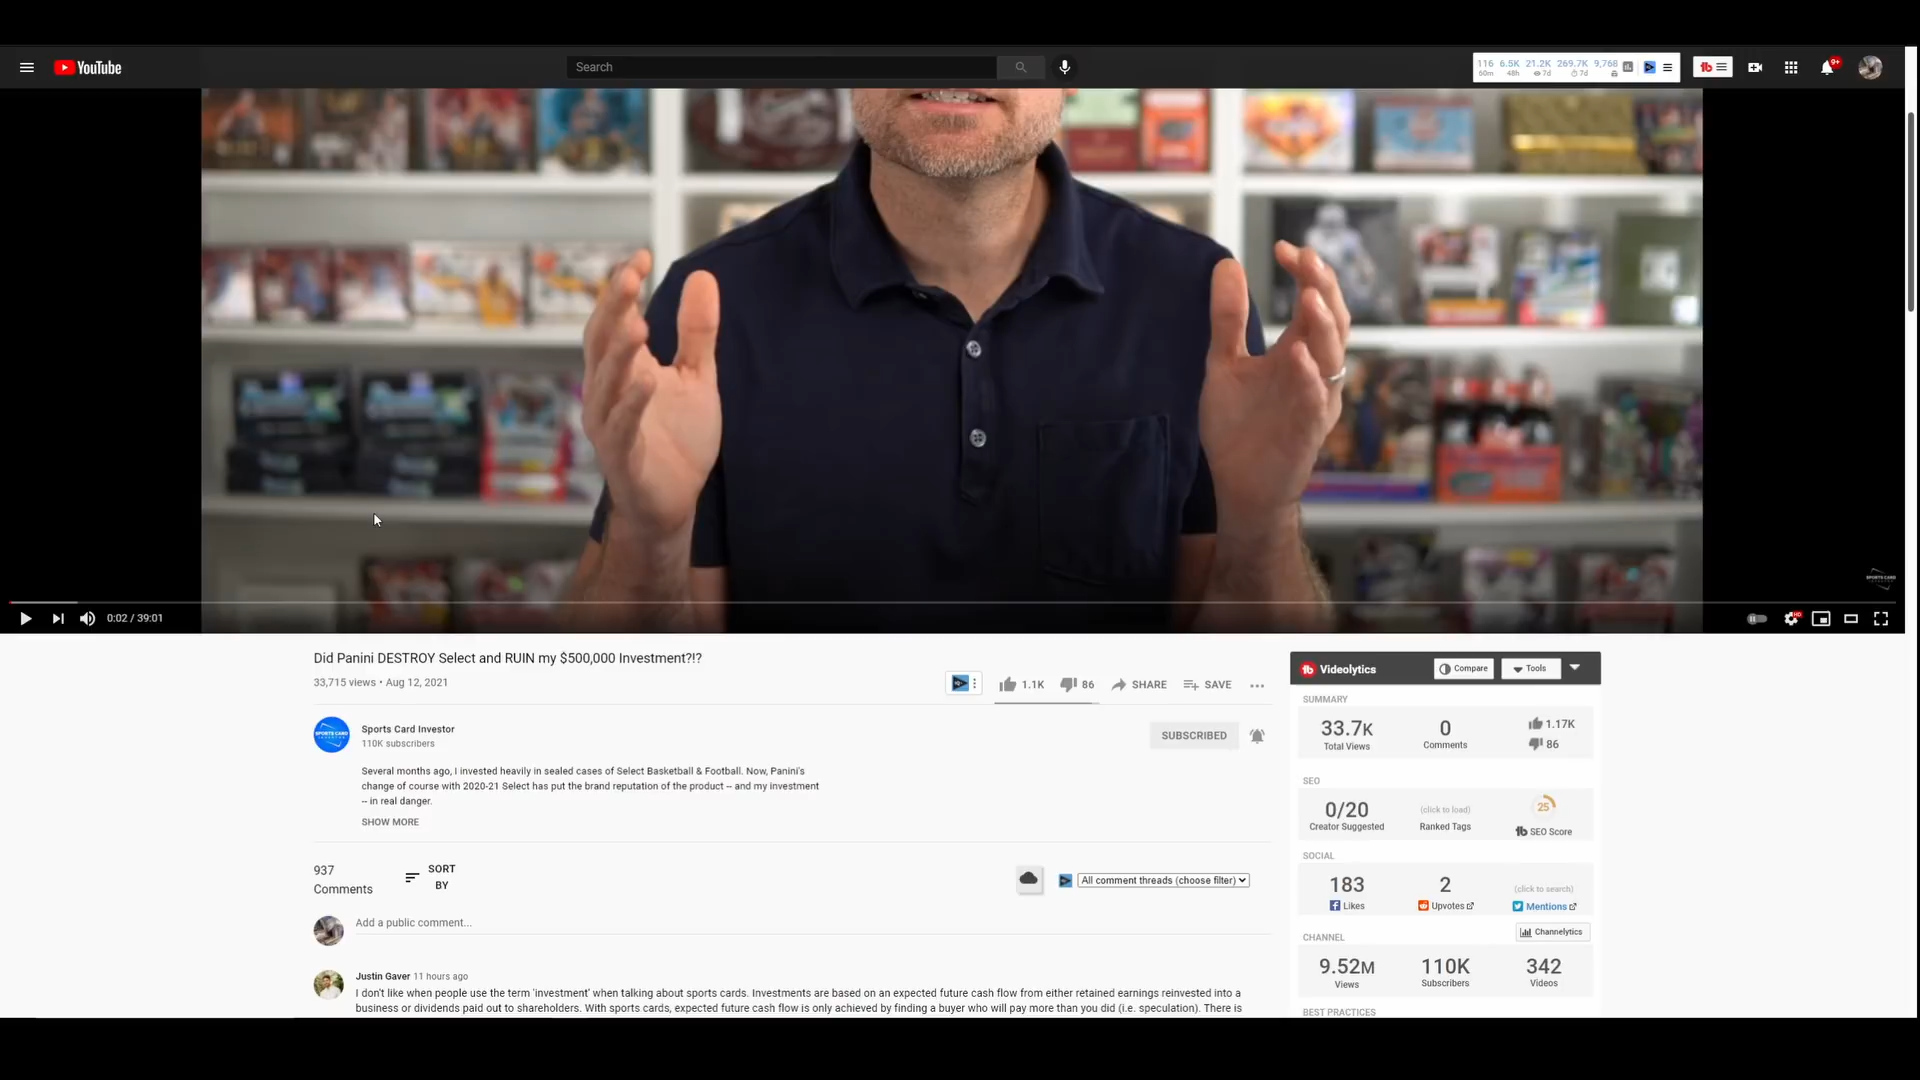 YouTube
Search
116 6.5K 21.2K 269.7K 9,768
60m 48h 7d 7d
9+
SPORTS CARD
0:02 / 39:01
HD
Did Panini DESTROY Select and RUIN my $500,000 Investment?!?
33,715 views • Aug 12, 2021
1.1K 86 SHARE SAVE
Sports Card Investor
110K subscribers
SUBSCRIBED
Several months ago, I invested heavily in sealed cases of Select Basketball & Football. Now, Panini's
change of course with 2020-21 Select has put the brand reputation of the product -- and my investment
-- in real danger.
SHOW MORE
937
Comments
SORT
BY
All comment threads (choose filter)
Add a public comment...
Justin Gaver 11 hours ago
I don't like when people use the term 'investment' when talking about sports cards. Investments are based on an expected future cash flow from either retained earnings reinvested into a
business or dividends paid out to shareholders. With sports cards, expected future cash flow is only achieved by finding a buyer who will pay more than you did (i.e. speculation). There is
Videolytics Compare Tools
SUMMARY
33.7K 0 1.17K
Total Views Comments 86
SEO
0/20 (click to load) 25
Creator Suggested Ranked Tags SEO Score
SOCIAL
183 2 (click to search)
Likes Upvotes Mentions
CHANNEL Channelytics
9.52M 110K 342
Views Subscribers Videos
BEST PRACTICES